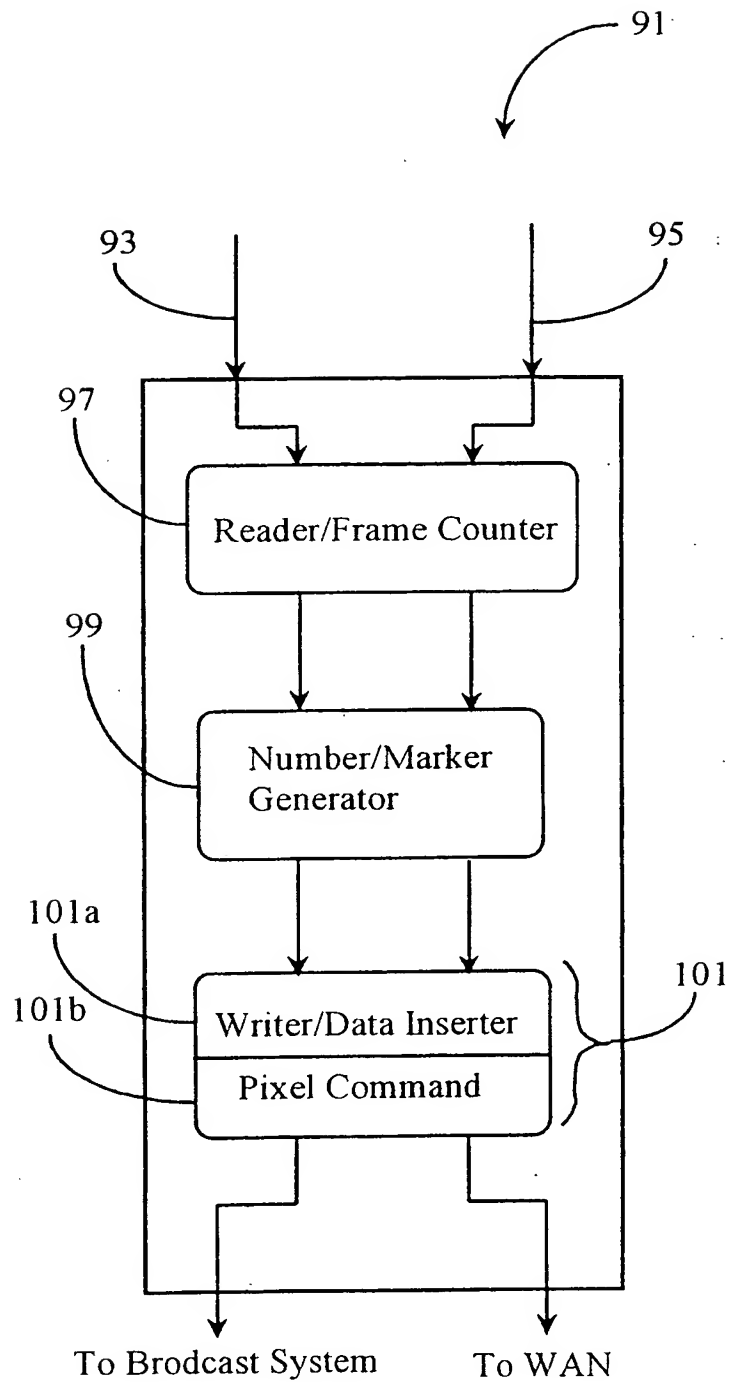 91
93
95
97
Reader/Frame Counter
99
Number/Marker
Generator
101a
101
101b
Writer/Data Inserter
Pixel Command
To Brodcast System
To WAN